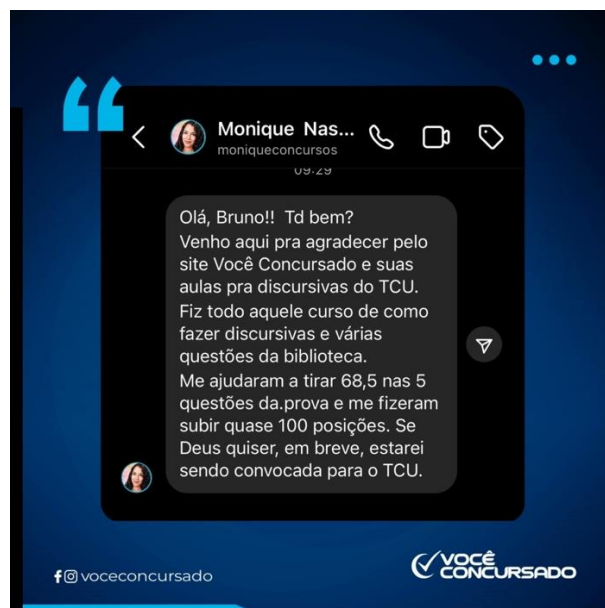 Monique Nas...
moniqueconcursos
09:29
Olá, Bruno!! Td bem?
Venho aqui pra agradecer pelo
site Você Concursado e suas
aulas pra discursivas do TCU.
Fiz todo aquele curso de como
fazer discursivas e várias
questões da biblioteca.
Me ajudaram a tirar 68,5 nas 5
questões da.prova e me fizeram
subir quase 100 posições. Se
Deus quiser, em breve, estarei
sendo convocada para o TCU.
voceconcursado
VOCÊ
CONCURSADO